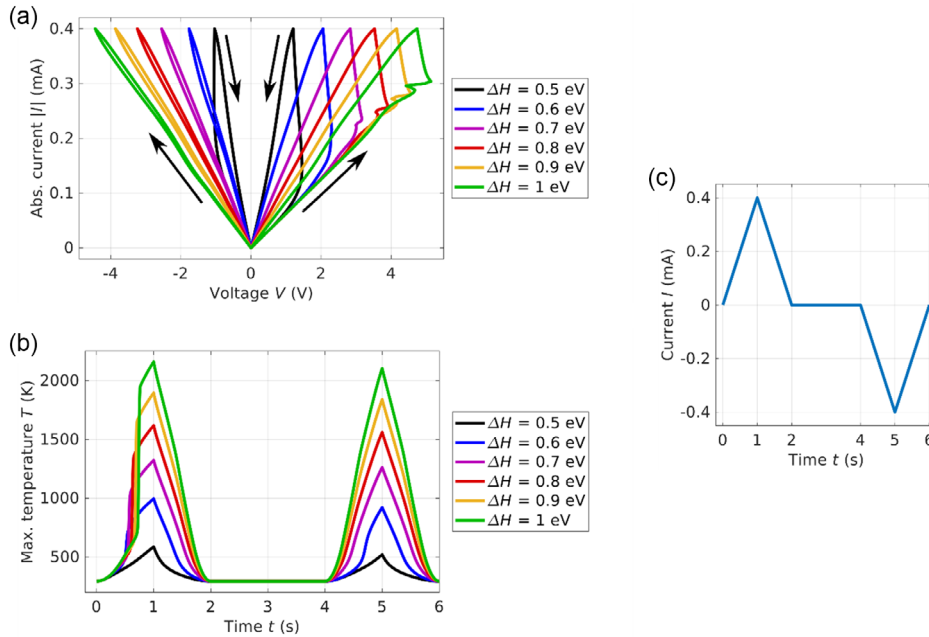 (a)
Abs. current |I| (mA)
0.4
0.3
0.2
0.1
0
-4
-2
0
2
4
Voltage V (V)
ΔH = 0.5 eV
ΔH = 0.6 eV
ΔH = 0.7 eV
ΔH = 0.8 eV
ΔH = 0.9 eV
ΔH = 1 eV
(b)
Max. temperature T (K)
2000
1500
1000
500
0
1
2
3
4
5
6
Time t (s)
ΔH = 0.5 eV
ΔH = 0.6 eV
ΔH = 0.7 eV
ΔH = 0.8 eV
ΔH = 0.9 eV
ΔH = 1 eV
(c)
Current I (mA)
0.4
0.2
0
-0.2
-0.4
0
1
2
4
5
6
Time t (s)